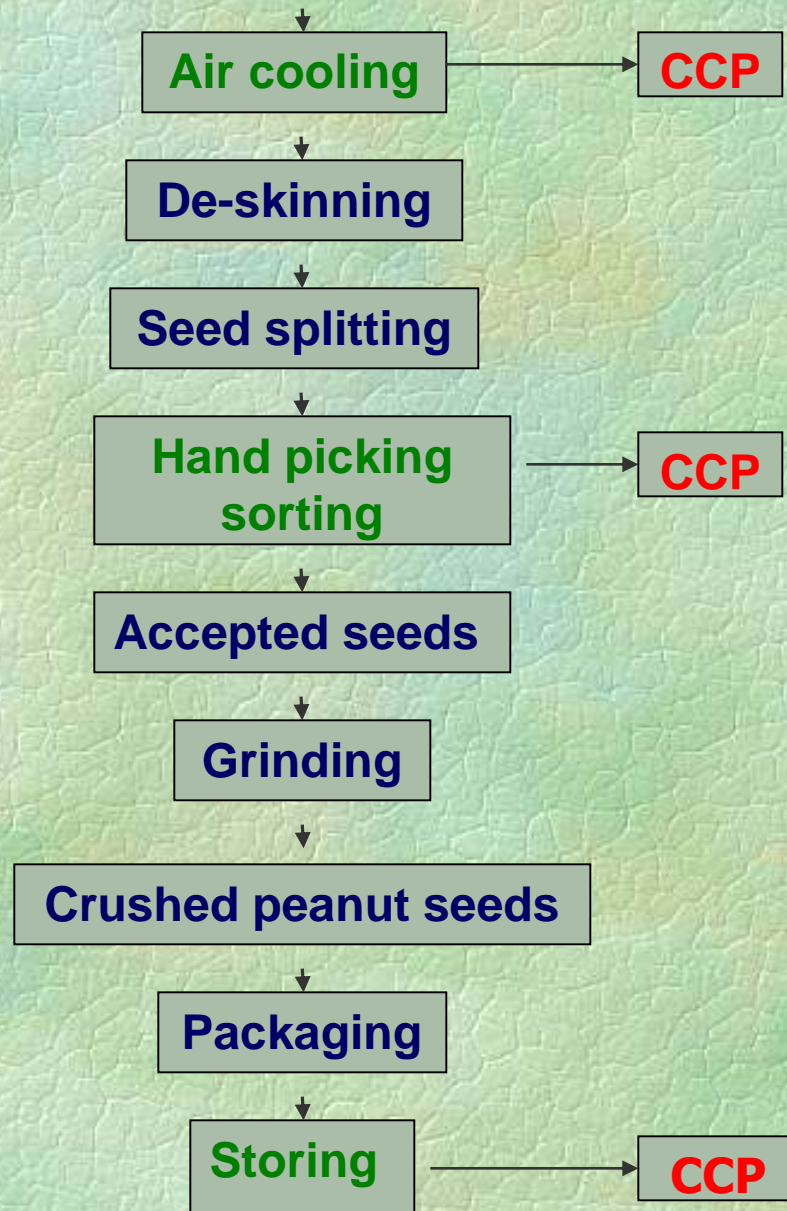 Air cooling
CCP
De-skinning
Seed splitting
Hand picking
sorting
CCP
Accepted seeds
Grinding
Crushed peanut seeds
Packaging
Storing
CCP